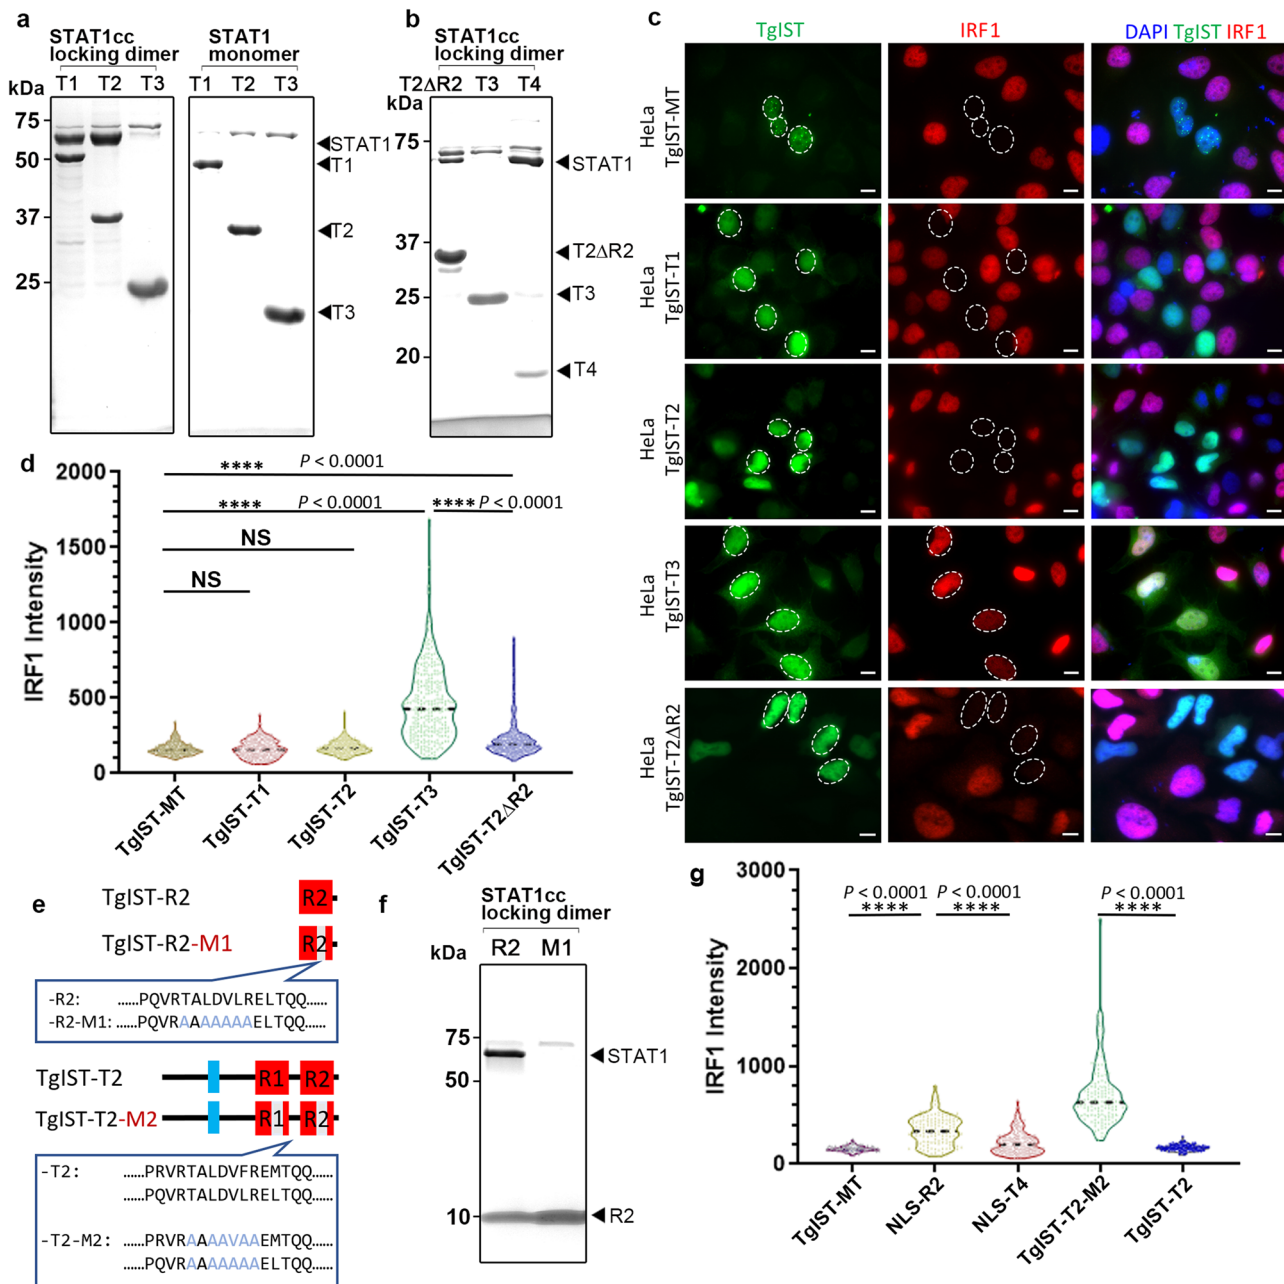 a
STAT1cc
locking dimer
STAT1
monomer
T1 T2 T3
T1 T2 T3
kDa
75
50
37
25
STAT1
T1
T2
T3
b
STAT1cc
locking dimer
T2ΔR2 T3 T4
kDa
75
37
25
20
STAT1
T2ΔR2
T3
T4
c
TgIST
IRF1
DAPI TgIST IRF1
HeLa
TgIST-MT
HeLa
TgIST-T1
HeLa
TgIST-T2
HeLa
TgIST-T3
HeLa
TgIST-T2ΔR2
d
IRF1 Intensity
2000
1500
1000
500
0
**** P < 0.0001
**** P < 0.0001
**** P < 0.0001
NS
NS
TgIST-MT
TgIST-T1
TgIST-T2
TgIST-T3
TgIST-T2ΔR2
e
TgIST-R2
R2
TgIST-R2-M1
R2
-R2: ......PQVRTALDVLRELTQQ......
-R2-M1: ......PQVRAAAAAAAELTQQ......
TgIST-T2
R1 R2
TgIST-T2-M2
R1 R2
-T2: ......PRVRTALDVFREMTQQ......
......PQVRTALDVLRELTQQ......
-T2-M2: ......PRVRAAAAVAAEMTQQ......
......PQVRAAAAAAAELTQQ......
f
STAT1cc
locking dimer
R2 M1
kDa
75
50
10
STAT1
R2
g
IRF1 Intensity
3000
2000
1000
0
P < 0.0001
****
P < 0.0001
****
P < 0.0001
****
TgIST-MT
NLS-R2
NLS-T4
TgIST-T2-M2
TgIST-T2